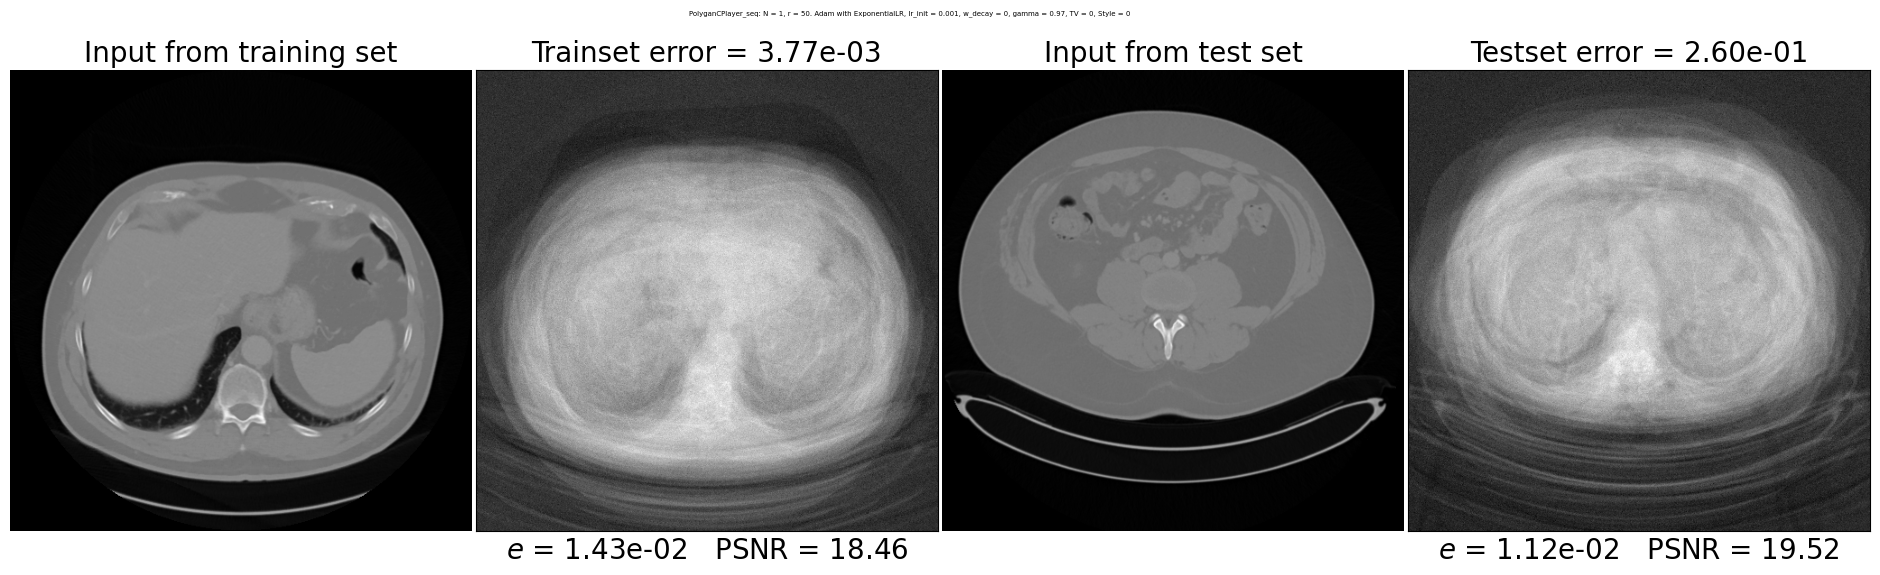 PolyganCPlayer_seq: N = 1, r = 50. Adam with ExponentialLR, lr_init = 0.001, w_decay = 0, gamma = 0.97, TV = 0, Style = 0
Input from training set
Trainset error = 3.77e-03
Input from test set
Testset error = 2.60e-01
e = 1.43e-02 PSNR = 18.46
e = 1.12e-02 PSNR = 19.52